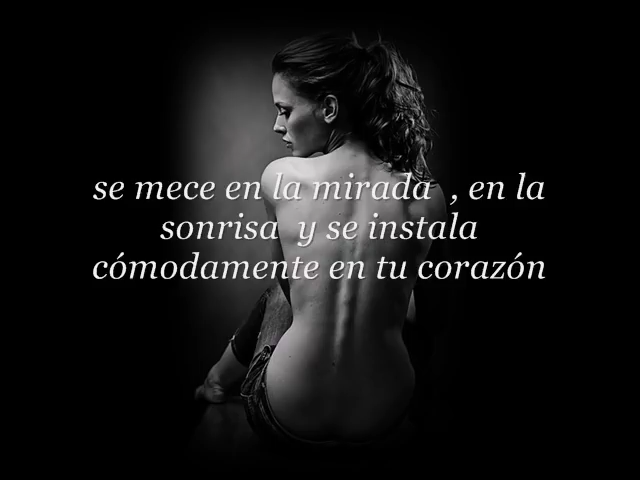 se mece en la mirada  , en la
sonrisa  y se instala
cómodamente en tu corazón